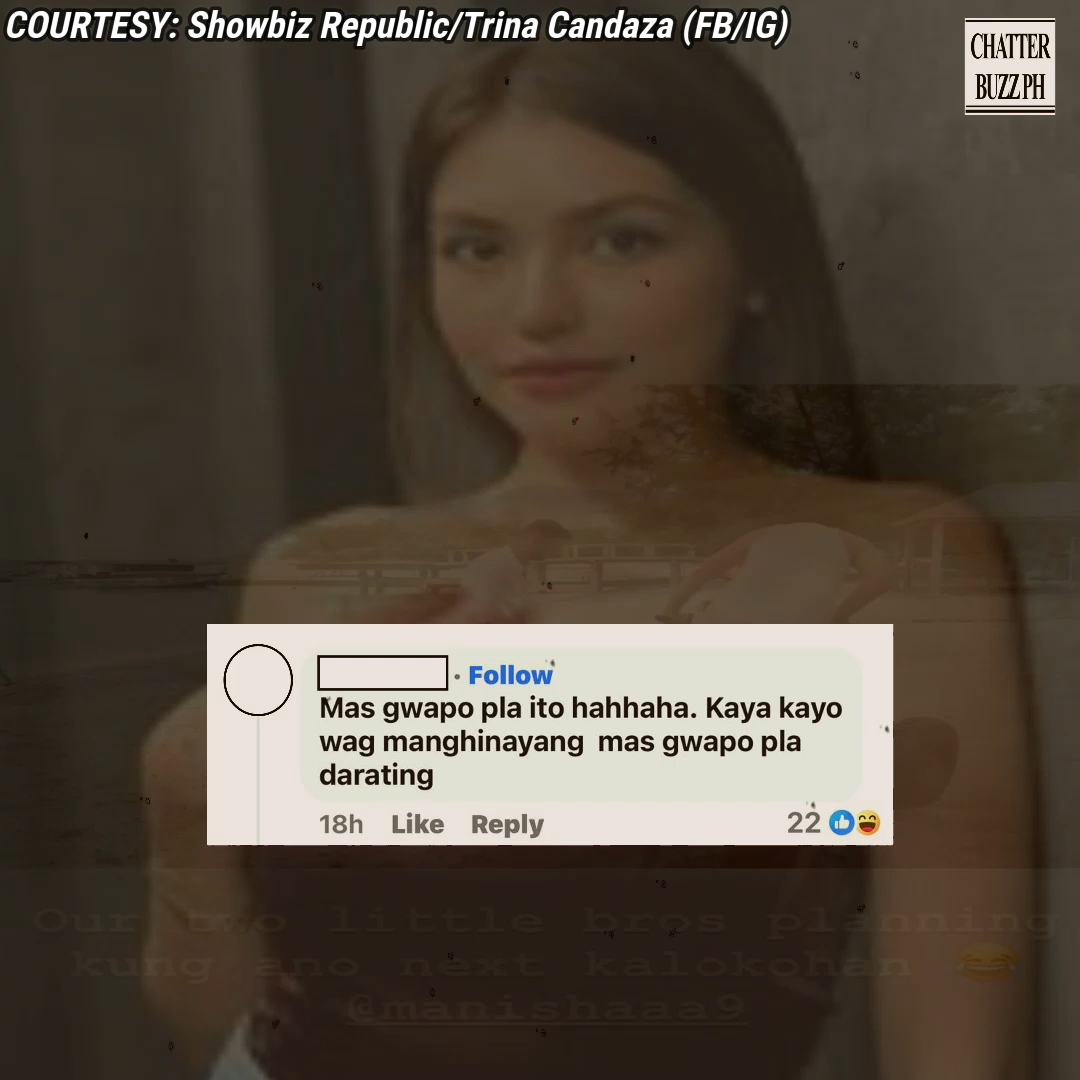 COURTESY: Showbiz Republic/Trina Candaza (FB/IG)
CHATTER
BUZZ PH
· Follow
Mas gwapo pla ito hahhaha. Kaya kayo
wag manghinayang mas gwapo pla
darating
18h Like Reply 22
Our two little bros planning
kung ano next kalokohan 😂
@manishaaa9